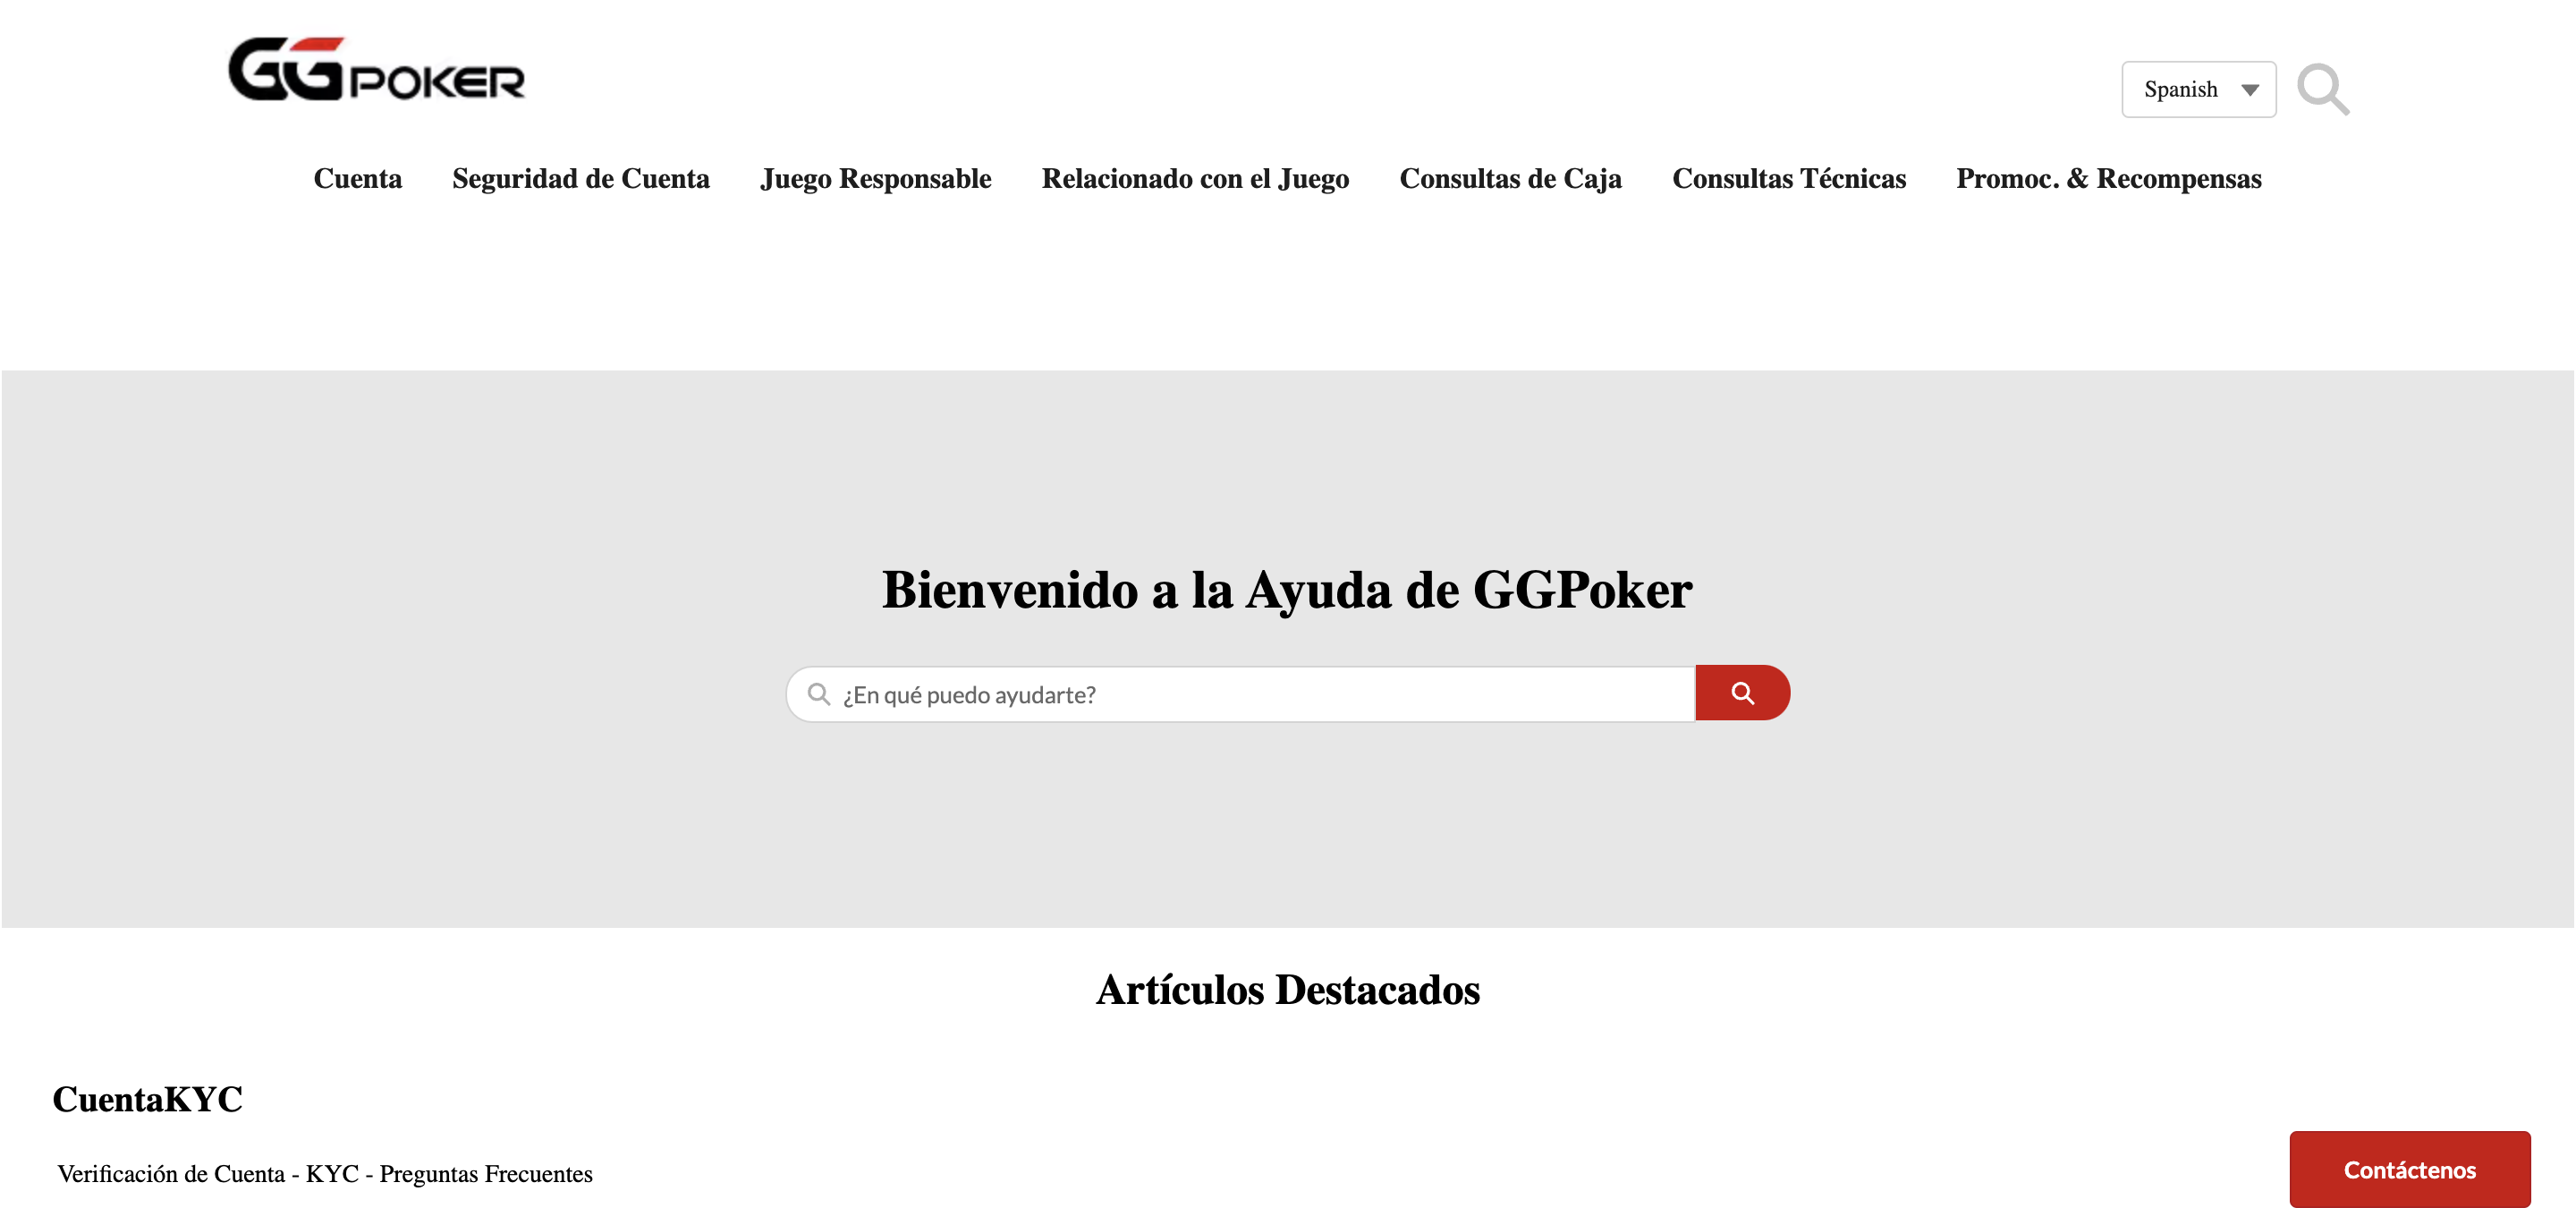 GGPOKER
Spanish
Cuenta Seguridad de Cuenta Juego Responsable Relacionado con el Juego Consultas de Caja Consultas Técnicas Promoc. & Recompensas
Bienvenido a la Ayuda de GGPoker
¿En qué puedo ayudarte?
Artículos Destacados
CuentaKYC
Verificación de Cuenta - KYC - Preguntas Frecuentes
Contáctenos